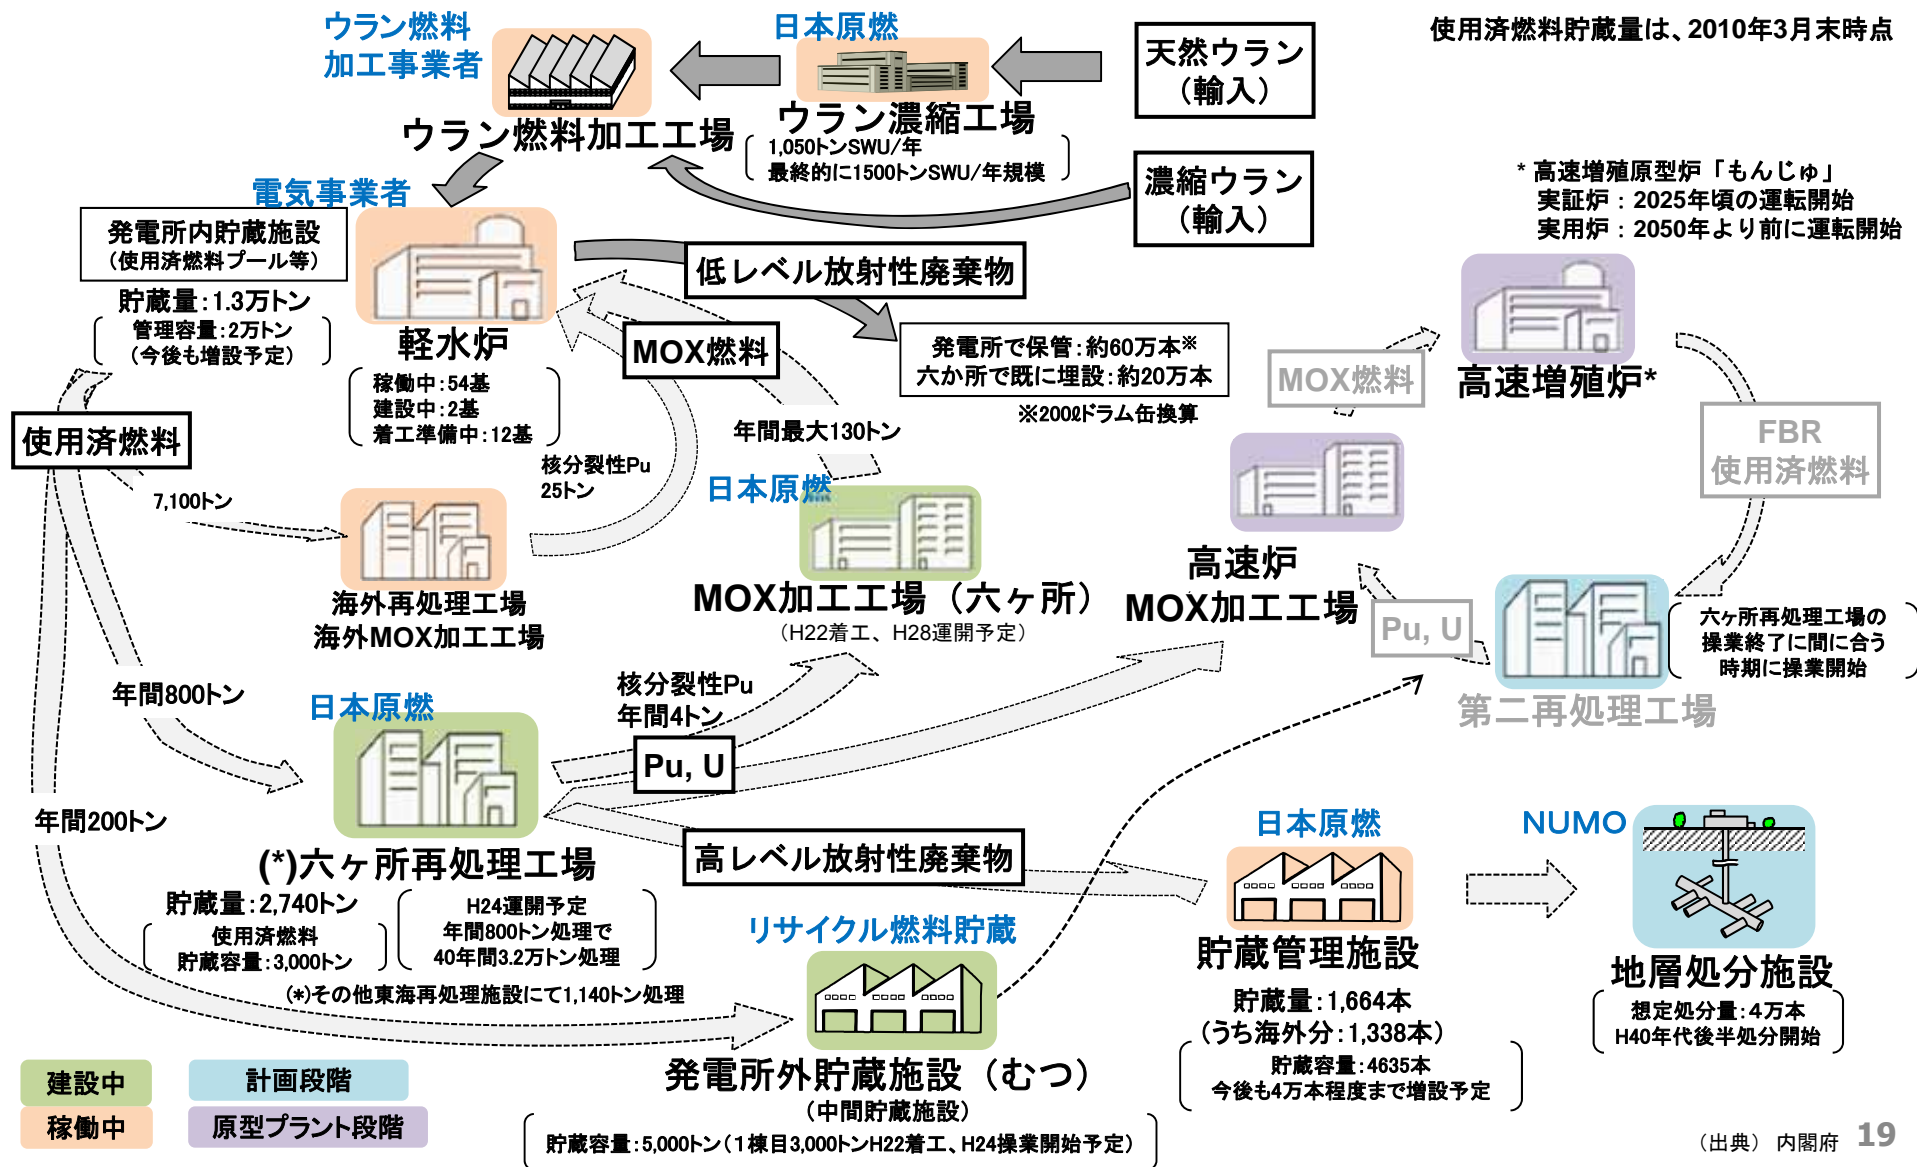 使用済燃料貯蔵量は、2010年3月末時点
ウラン燃料
加工事業者
日本原燃
天然ウラン
（輸入）
ウラン燃料加工工場
ウラン濃縮工場
1,050トンSWU/年
最終的に1500トンSWU/年規模
濃縮ウラン
（輸入）
* 高速増殖原型炉「もんじゅ」
実証炉：2025年頃の運転開始
実用炉：2050年より前に運転開始
電気事業者
発電所内貯蔵施設
（使用済燃料プール等）
貯蔵量：1.3万トン
管理容量：2万トン
（今後も増設予定）
軽水炉
稼働中：54基
建設中：2基
着工準備中：12基
低レベル放射性廃棄物
MOX燃料
発電所で保管：約60万本※
六か所で既に埋設：約20万本
※200ℓドラム缶換算
MOX燃料
高速増殖炉*
FBR
使用済燃料
使用済燃料
7,100トン
核分裂性Pu
25トン
年間最大130トン
日本原燃
海外再処理工場
海外MOX加工工場
MOX加工工場（六ヶ所）
（H22着工、H28運開予定）
高速炉
MOX加工工場
Pu, U
六ヶ所再処理工場の
操業終了に間に合う
時期に操業開始
第二再処理工場
年間800トン
日本原燃
核分裂性Pu
年間4トン
Pu, U
年間200トン
(*)六ヶ所再処理工場
貯蔵量：2,740トン
使用済燃料
貯蔵容量：3,000トン
H24運開予定
年間800トン処理で
40年間3.2万トン処理
(*)その他東海再処理施設にて1,140トン処理
高レベル放射性廃棄物
リサイクル燃料貯蔵
発電所外貯蔵施設（むつ）
（中間貯蔵施設）
貯蔵容量：5,000トン（1棟目3,000トンH22着工、H24操業開始予定）
日本原燃
貯蔵管理施設
貯蔵量：1,664本
（うち海外分：1,338本）
貯蔵容量：4635本
今後も4万本程度まで増設予定
NUMO
地層処分施設
想定処分量：4万本
H40年代後半処分開始
建設中
計画段階
稼働中
原型プラント段階
（出典）内閣府
19